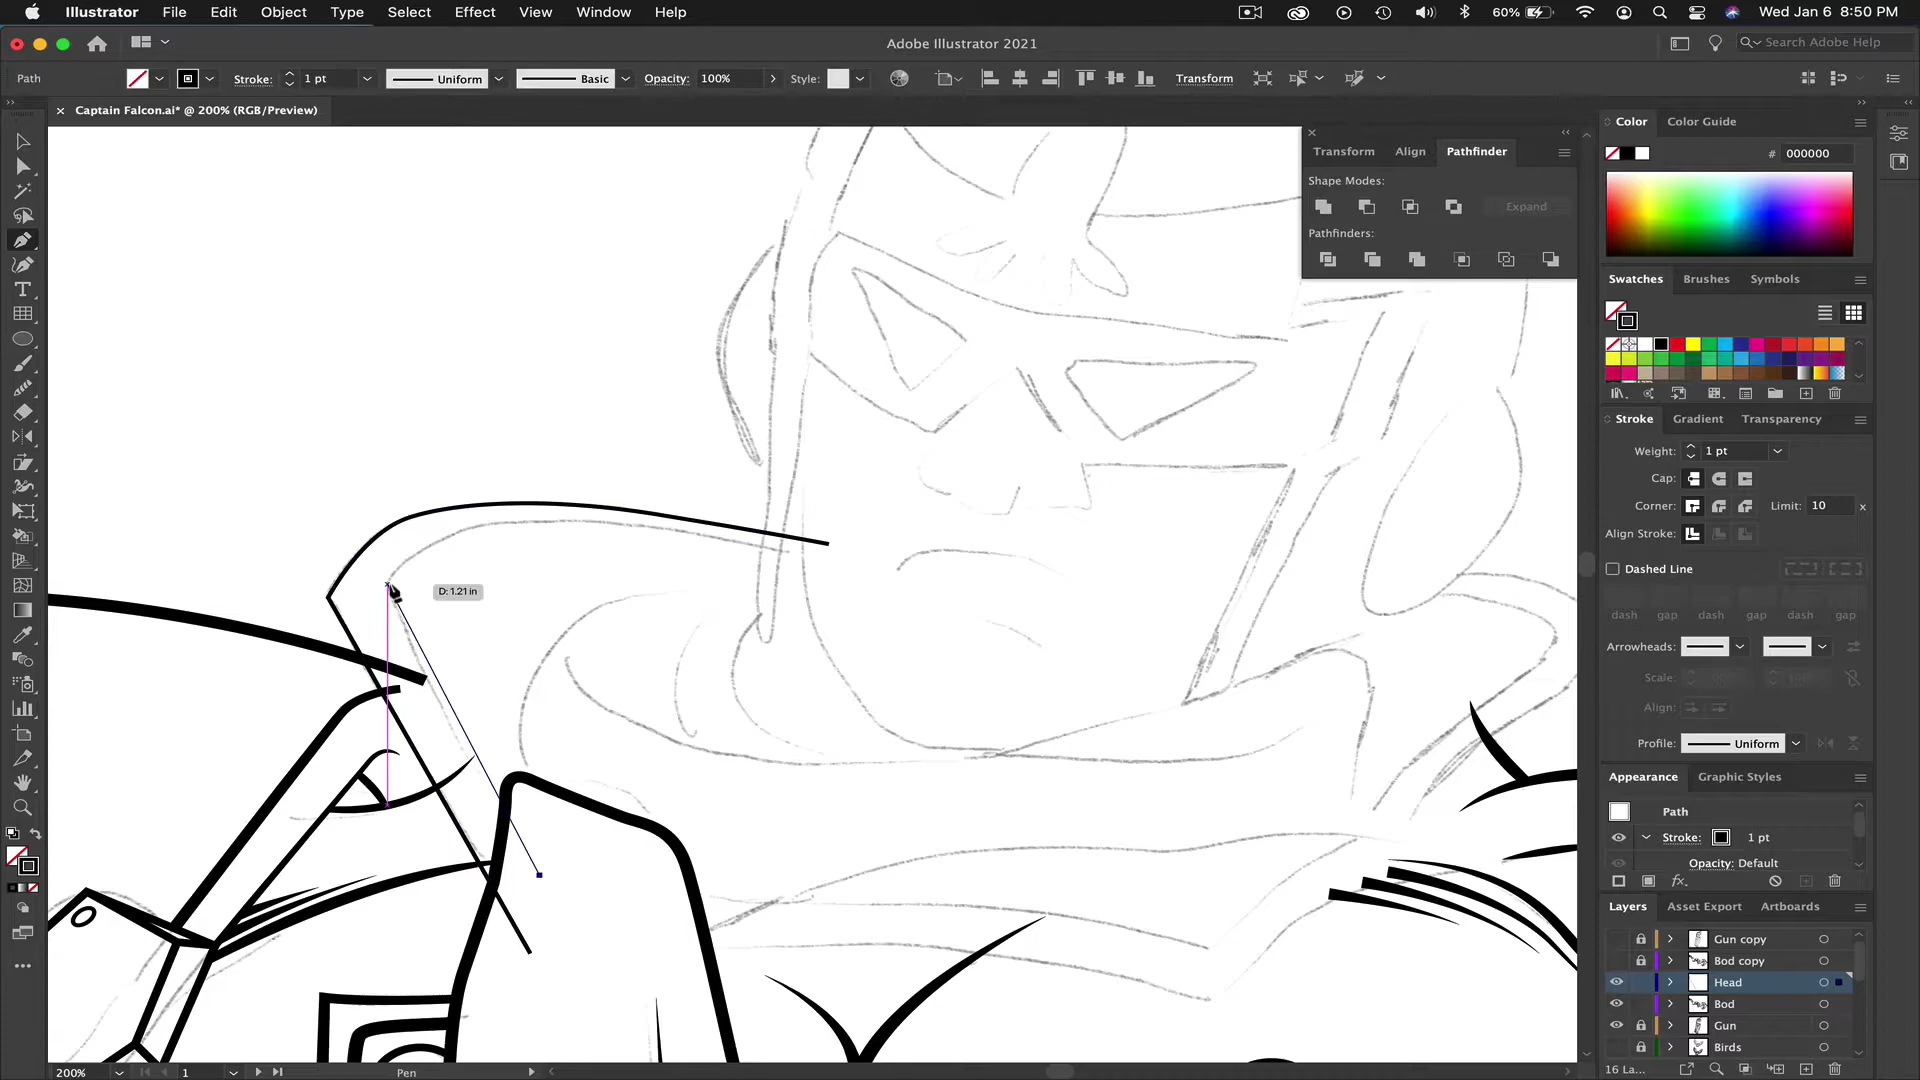 Illustrator File Edit Object Type Select Effect View Window Help 60% Wed Jan 6 8:50 PM
Adobe Illustrator 2021 Search Adobe Help
Path Stroke: 1 pt Uniform Basic Opacity: 100% Style: Transform
Captain Falcon.ai* @ 200% (RGB/Preview)
Transform Align Pathfinder
Shape Modes:
Expand
Pathfinders:
D: 1.21 in
Color Color Guide
# 000000
Swatches Brushes Symbols
Stroke Gradient Transparency
Weight: 1 pt
Cap:
Corner: Limit: 10 x
Align Stroke:
Dashed Line
dash gap dash gap dash gap
Arrowheads:
Scale:
Align:
Profile: Uniform
Appearance Graphic Styles
Path
Stroke: 1 pt
Opacity: Default
fx
Layers Asset Export Artboards
Gun copy
Bod copy
Head
Bod
Gun
Birds
16 La...
200% 1 Pen